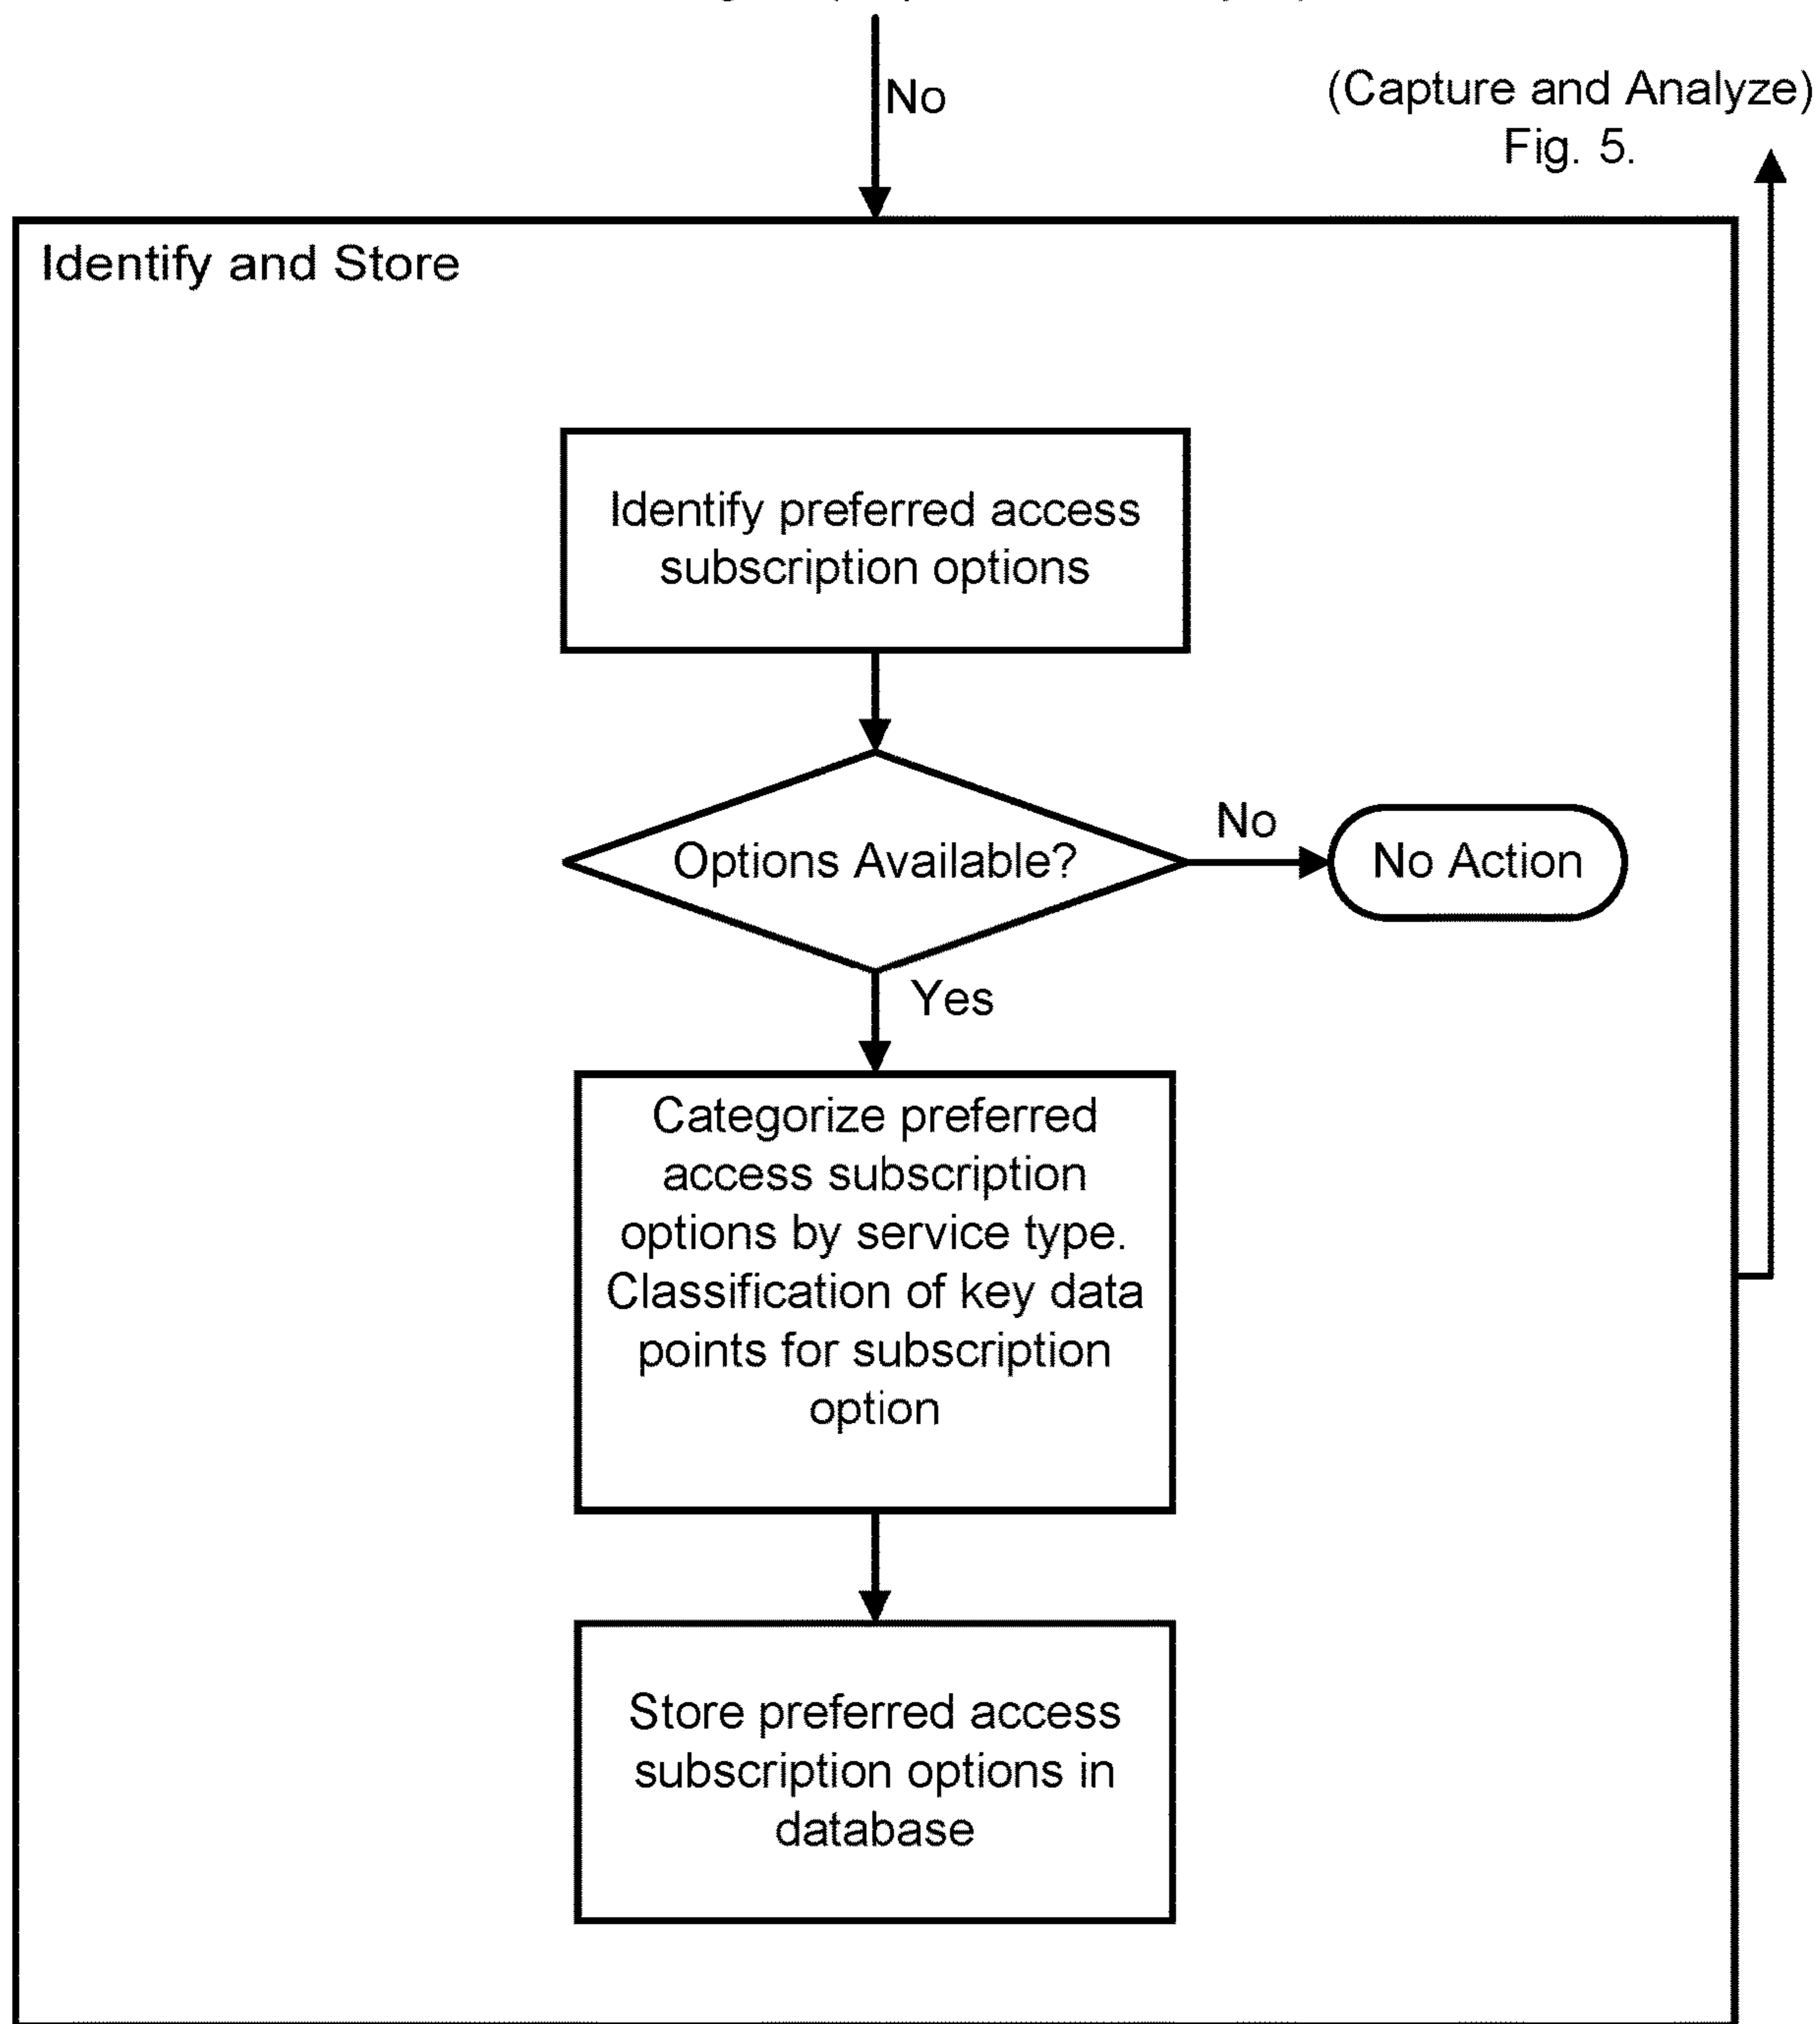 No
(Capture and Analyze)
Fig. 5.
Identify and Store
Identify preferred access
subscription options
Options Available?
No
No Action
Yes
Categorize preferred
access subscription
options by service type.
Classification of key data
points for subscription
option
Store preferred access
subscription options in
database